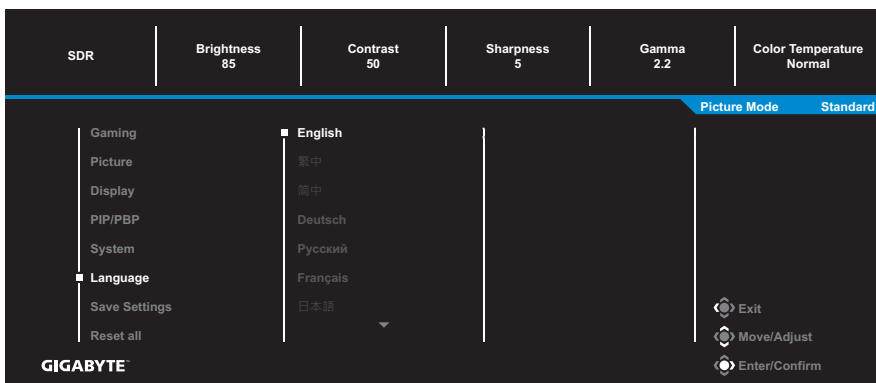 SDR
Brightness
85
Contrast
50
Sharpness
5
Gamma
2.2
Color Temperature
Normal
Picture Mode Standard
Gaming
Picture
Display
PIP/PBP
System
Language
Save Settings
Reset all
English
繁中
简中
Deutsch
Русский
Français
日本語
Exit
Move/Adjust
Enter/Confirm
GIGABYTE™